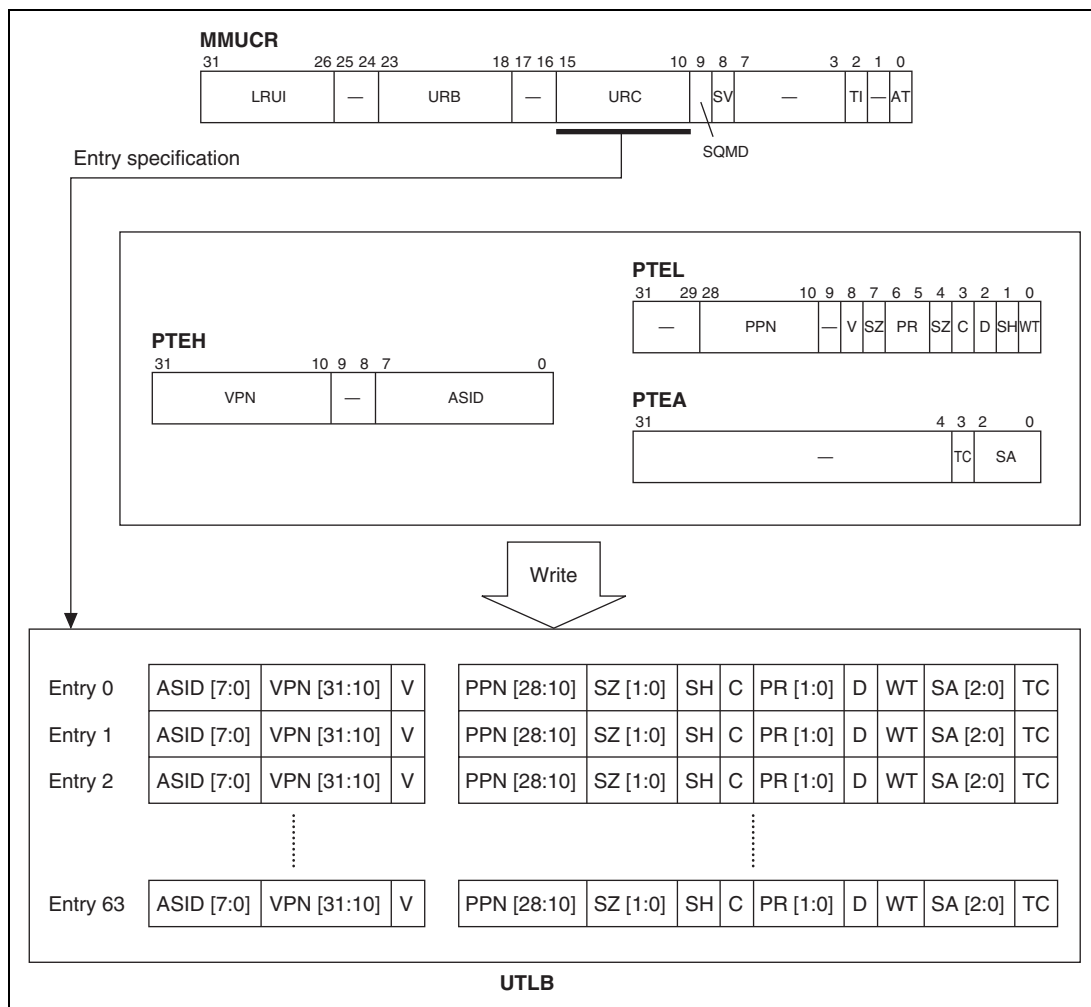 MMUCR
31 26 25 24 23 18 17 16 15 10 9 8 7 3 2 1 0
LRUI — URB — URC SV — TI — AT
SQMD
Entry specification
PTEL
31 29 28 10 9 8 7 6 5 4 3 2 1 0
— PPN — V SZ PR SZ C D SH WT
PTEH
31 10 9 8 7 0
VPN — ASID
PTEA
31 4 3 2 0
— TC SA
Write
Entry 0 ASID [7:0] VPN [31:10] V PPN [28:10] SZ [1:0] SH C PR [1:0] D WT SA [2:0] TC
Entry 1 ASID [7:0] VPN [31:10] V PPN [28:10] SZ [1:0] SH C PR [1:0] D WT SA [2:0] TC
Entry 2 ASID [7:0] VPN [31:10] V PPN [28:10] SZ [1:0] SH C PR [1:0] D WT SA [2:0] TC
Entry 63 ASID [7:0] VPN [31:10] V PPN [28:10] SZ [1:0] SH C PR [1:0] D WT SA [2:0] TC
UTLB